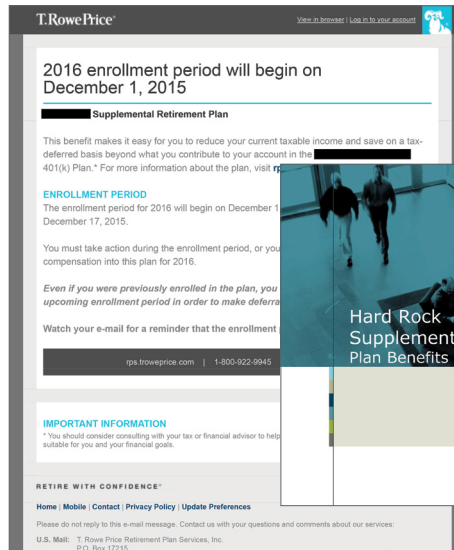 T.RowePrice
View in browser | Log in to your account
2016 enrollment period will begin on
December 1, 2015
Supplemental Retirement Plan
This benefit makes it easy for you to reduce your current taxable income and save on a tax-
deferred basis beyond what you contribute to your account in the
401(k) Plan.* For more information about the plan, visit
ENROLLMENT PERIOD
The enrollment period for 2016 will begin on December 1
December 17, 2015.
You must take action during the enrollment period, or you
compensation into this plan for 2016.
Even if you were previously enrolled in the plan, you
upcoming enrollment period in order to make deferra
Watch your e-mail for a reminder that the enrollment
rps.troweprice.com | 1-800-922-9945
Hard Rock
Supplement
Plan Benefits
IMPORTANT INFORMATION
* You should consider consulting with your tax or financial advisor to help
suitable for you and your financial goals.
RETIRE WITH CONFIDENCE®
Home | Mobile | Contact | Privacy Policy | Update Preferences
Please do not reply to this e-mail message. Contact us with your questions and comments about our services:
U.S. Mail: T. Rowe Price Retirement Plan Services, Inc.
P.O. Box 17215